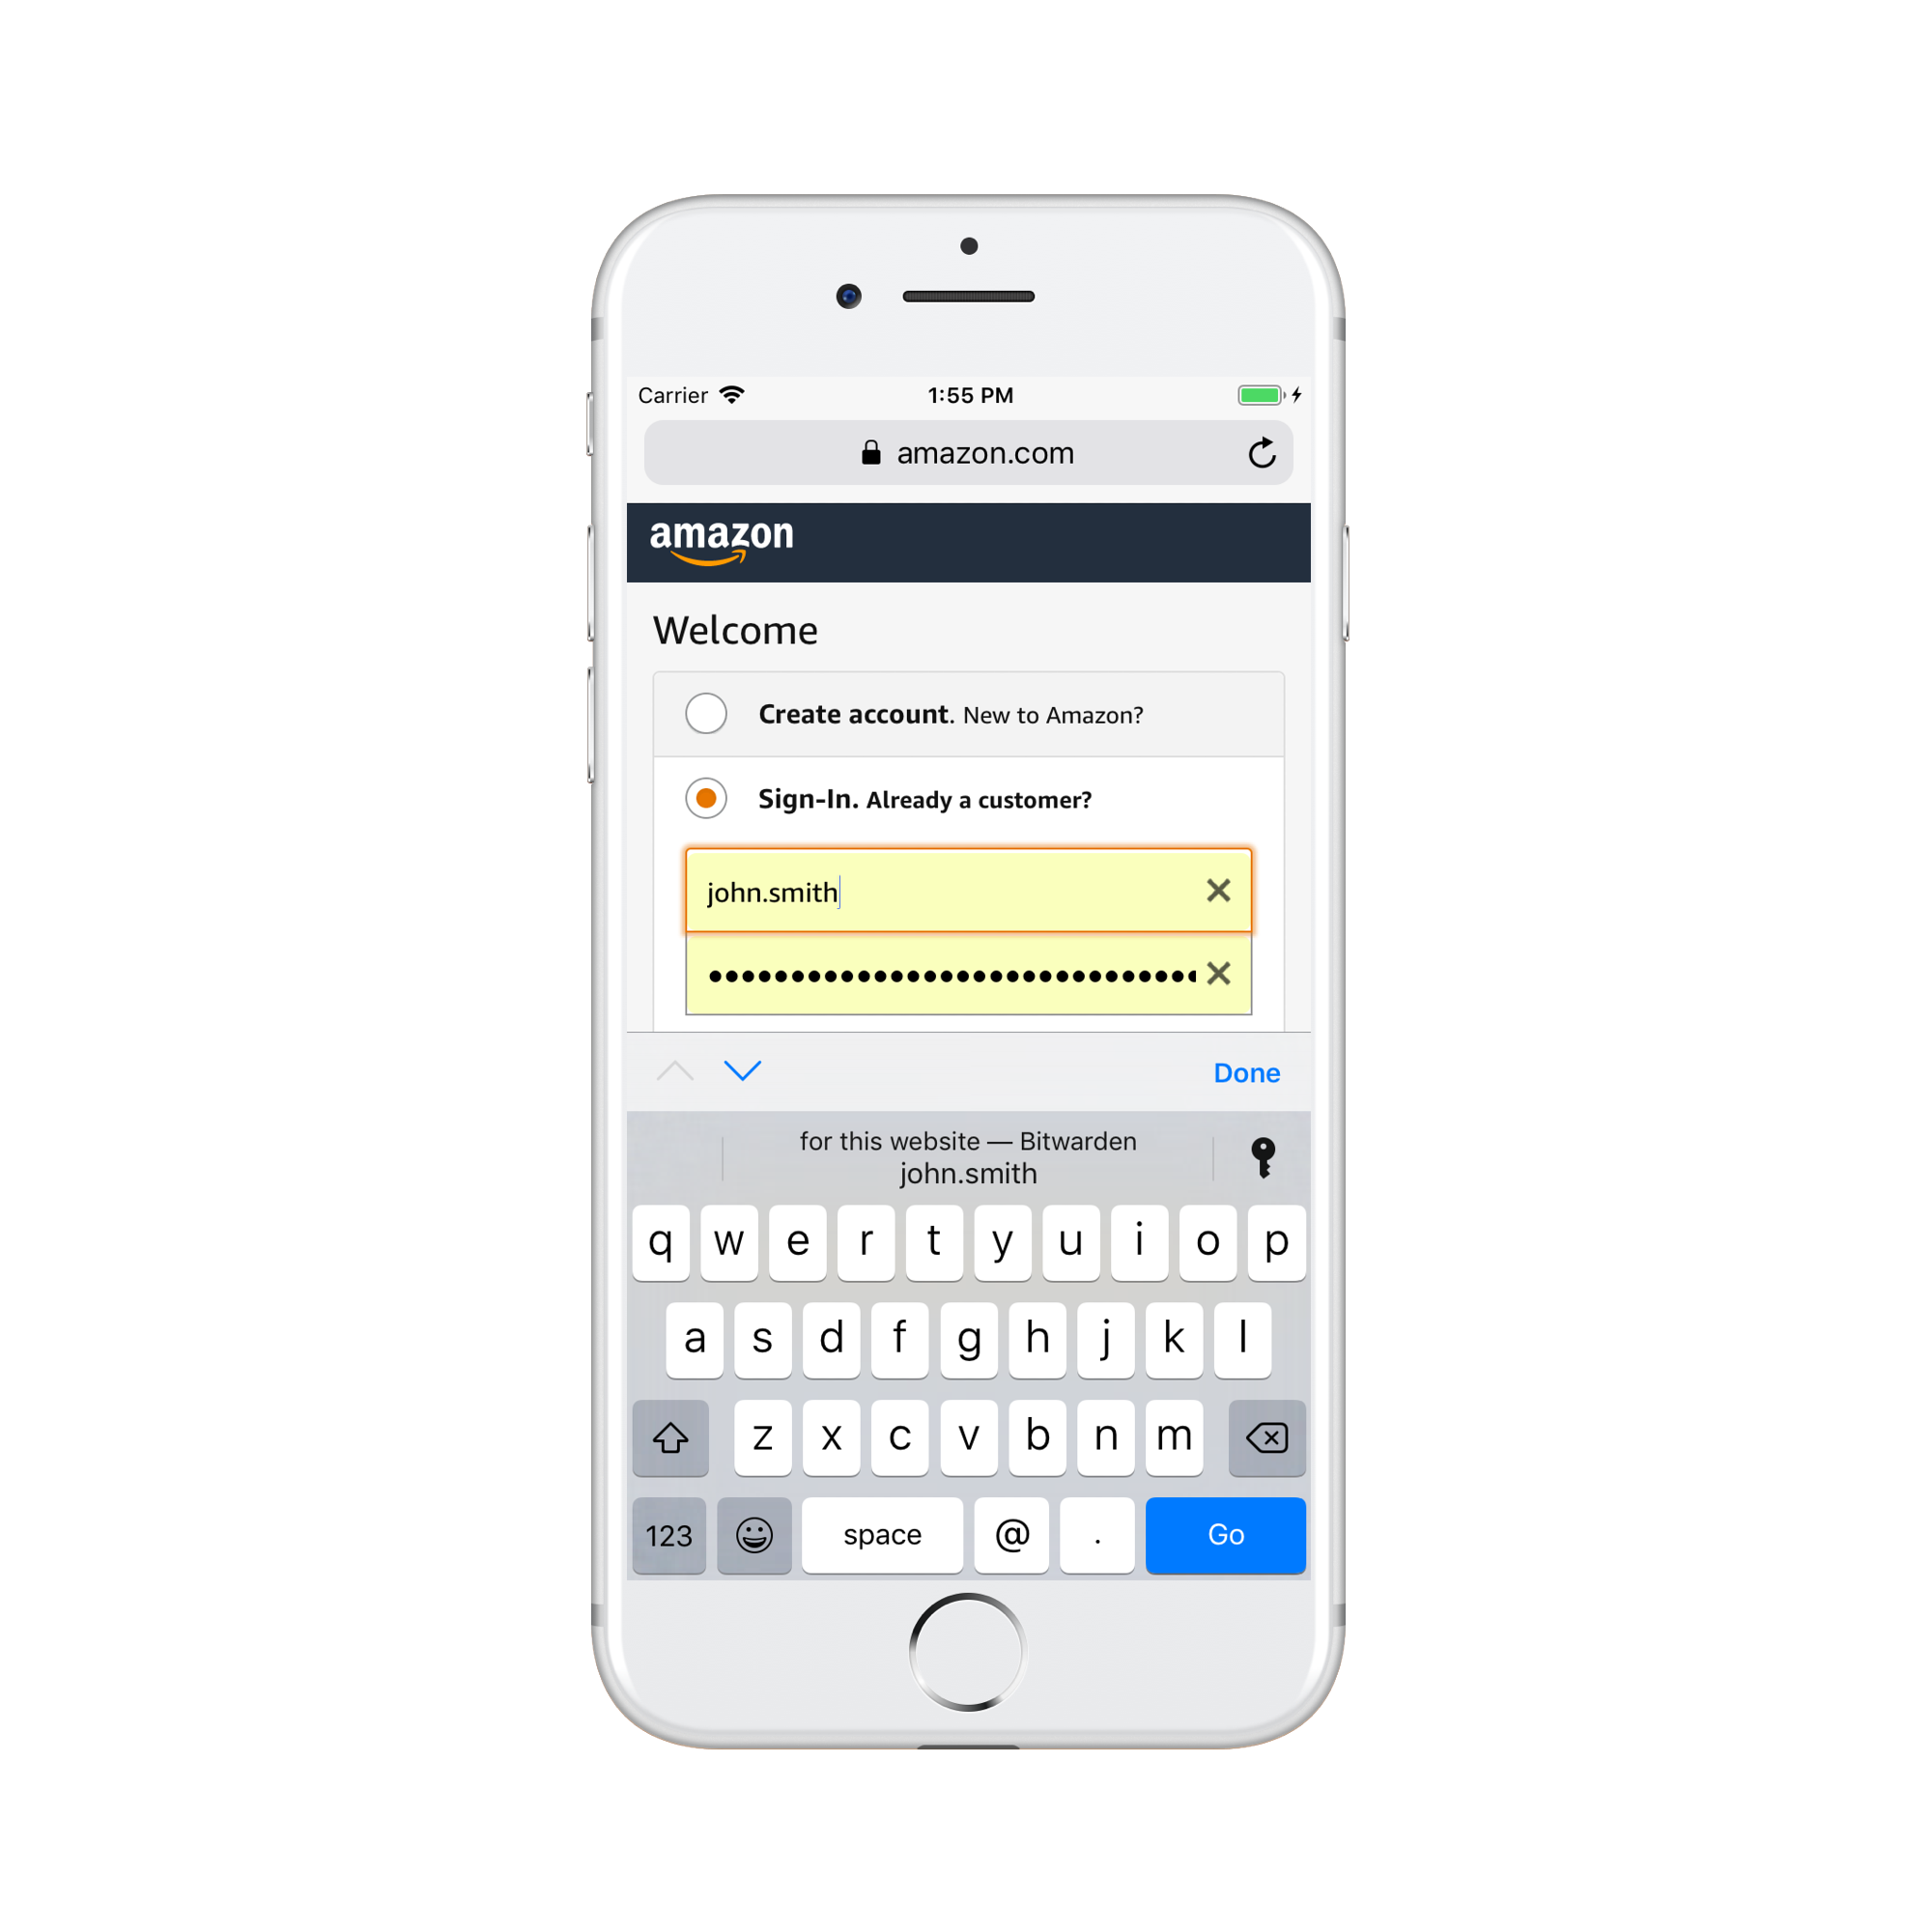 Carrier 1:55 PM
amazon.com
amazon
Welcome
Create account. New to Amazon?
Sign-In. Already a customer?
john.smith
Done
for this website — Bitwarden
john.smith
q w e r t y u i o p
a s d f g h j k l
z x c v b n m
123 space @ . Go